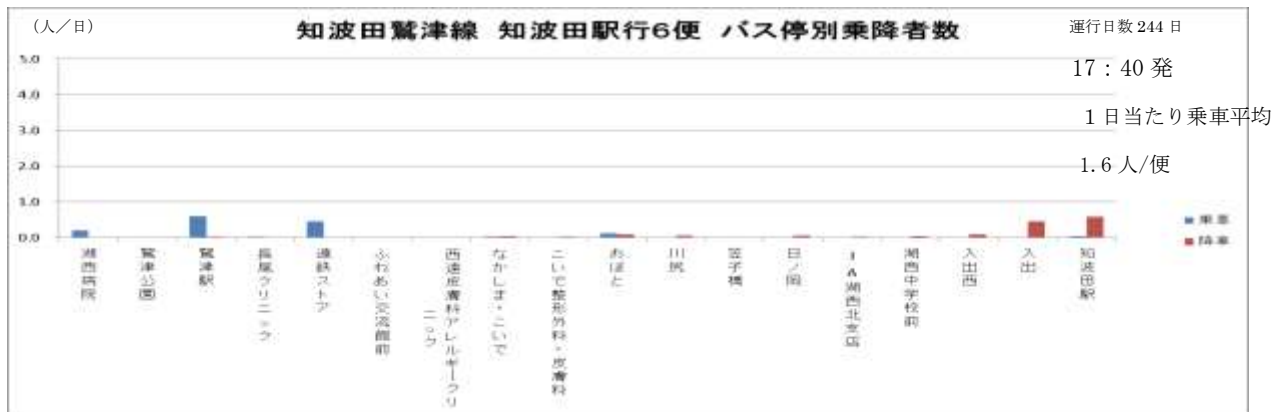 (人/日)
知波田鷲津線 知波田駅行6便 バス停別乗降者数
運行日数 244 日
17：40 発
1 日当たり乗車平均
1.6 人/便
5.0
4.0
3.0
2.0
1.0
0.0
乗車
降車
湖西病院
鷲津公園
鷲津駅
長尾クリニック
遠鉄ストア
ふれあい交流館前
西遠皮膚科アレルギークリニック
なかしま・こいで
こいで整形外科・皮膚科
おぼと
川尻
笠子橋
日ノ岡
JA湖西北支店
湖西中学校前
入出西
入出
知波田駅